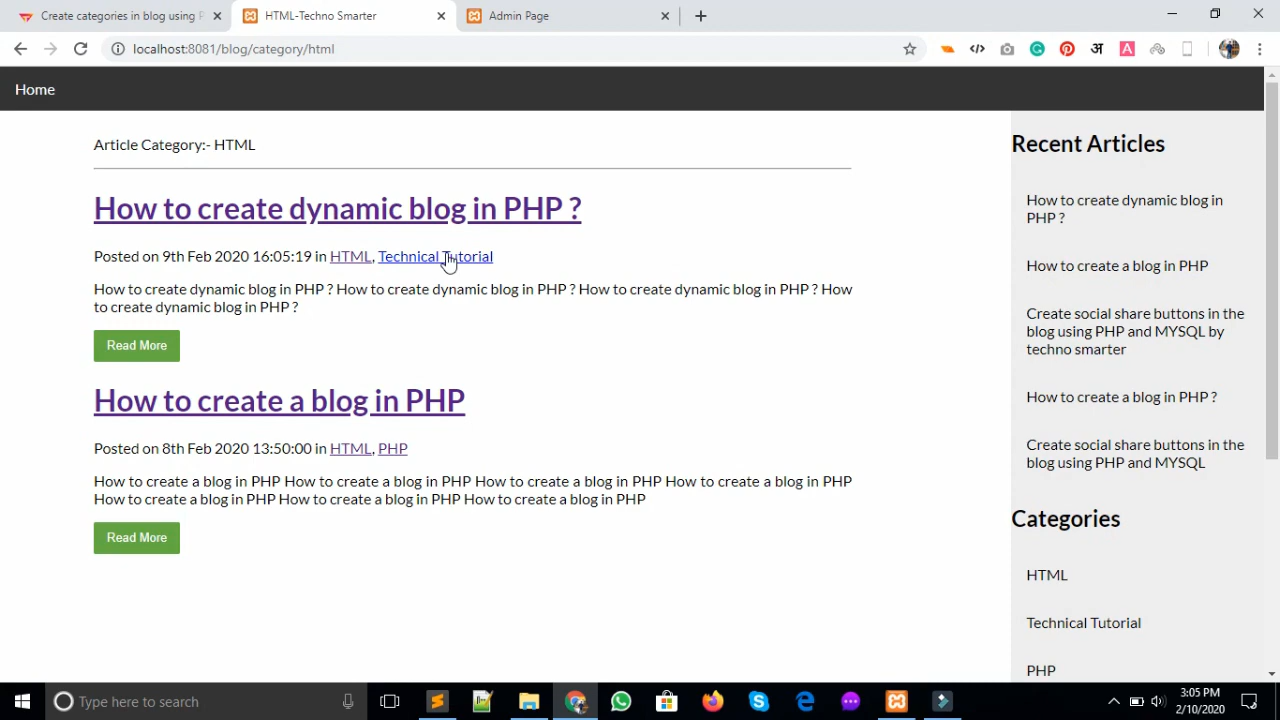 Create categories in blog using P
HTML-Techno Smarter
Admin Page
localhost:8081/blog/category/html
Home
Article Category:- HTML
How to create dynamic blog in PHP ?
Posted on 9th Feb 2020 16:05:19 in HTML, Technical Tutorial
How to create dynamic blog in PHP ? How to create dynamic blog in PHP ? How to create dynamic blog in PHP ? How
to create dynamic blog in PHP ?
Read More
How to create a blog in PHP
Posted on 8th Feb 2020 13:50:00 in HTML, PHP
How to create a blog in PHP How to create a blog in PHP How to create a blog in PHP How to create a blog in PHP
How to create a blog in PHP How to create a blog in PHP How to create a blog in PHP
Read More
Recent Articles
How to create dynamic blog in
PHP ?
How to create a blog in PHP
Create social share buttons in the
blog using PHP and MYSQL by
techno smarter
How to create a blog in PHP ?
Create social share buttons in the
blog using PHP and MYSQL
Categories
HTML
Technical Tutorial
PHP
Type here to search
3:05 PM
2/10/2020